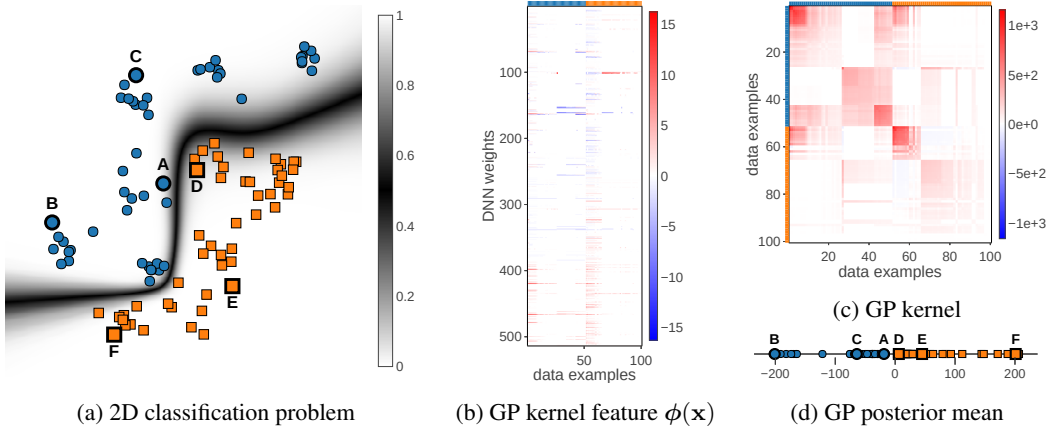 C
A
D
B
E
F
1
0.8
0.6
0.4
0.2
0
(a) 2D classification problem
DNN weights
100
200
300
400
500
50
100
data examples
15
10
5
0
−5
−10
−15
(b) GP kernel feature ϕ(x)
data examples
20
40
60
80
100
20
40
60
80
100
data examples
1e+3
5e+2
0e+0
−5e+2
−1e+3
(c) GP kernel
B
C
A
D
E
F
−200
−100
0
100
200
(d) GP posterior mean